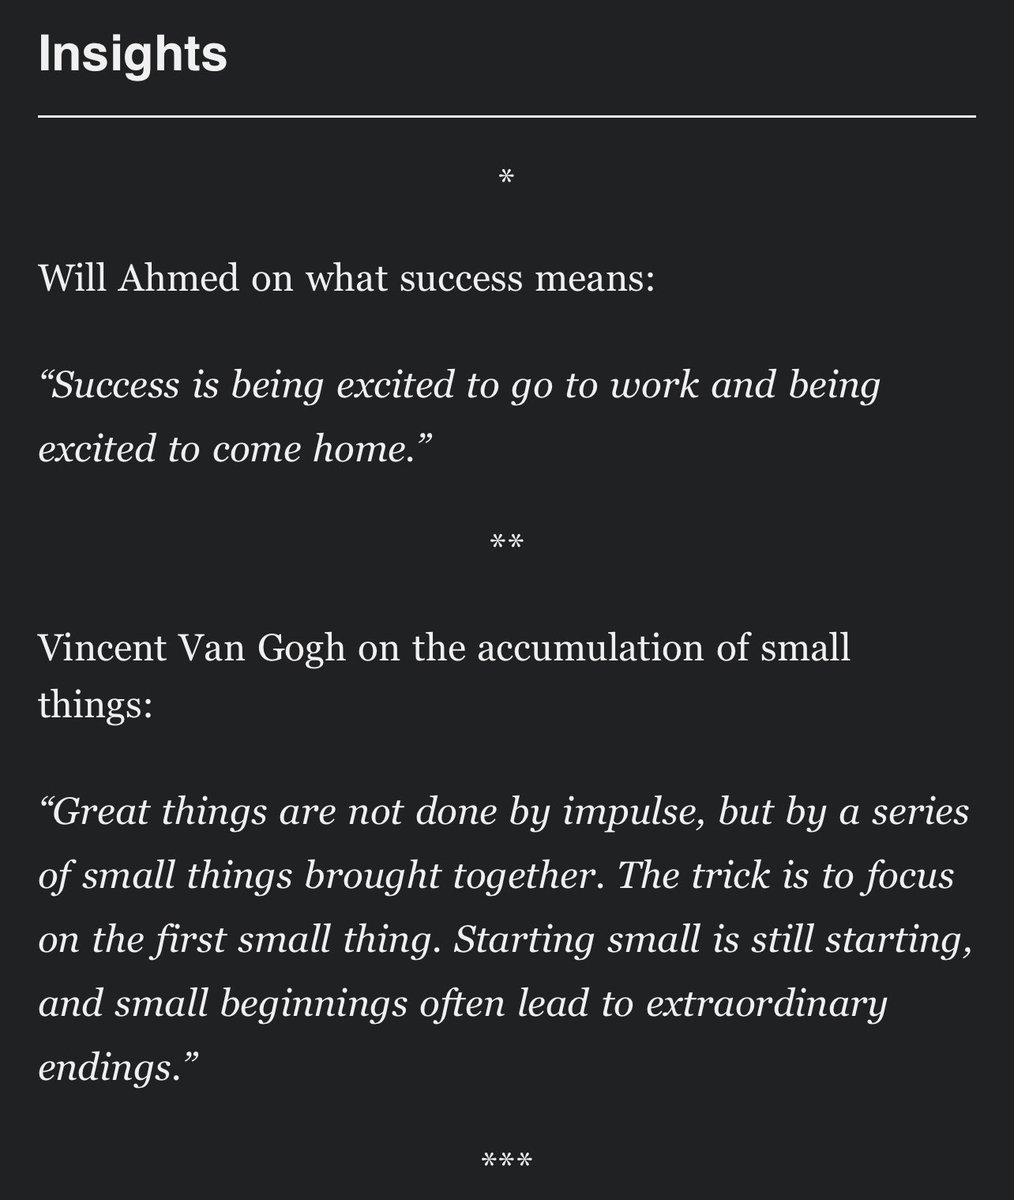 Insights
*
Will Ahmed on what success means:
“Success is being excited to go to work and being
excited to come home.”
**
Vincent Van Gogh on the accumulation of small
things:
“Great things are not done by impulse, but by a series
of small things brought together. The trick is to focus
on the first small thing. Starting small is still starting,
and small beginnings often lead to extraordinary
endings.”
***